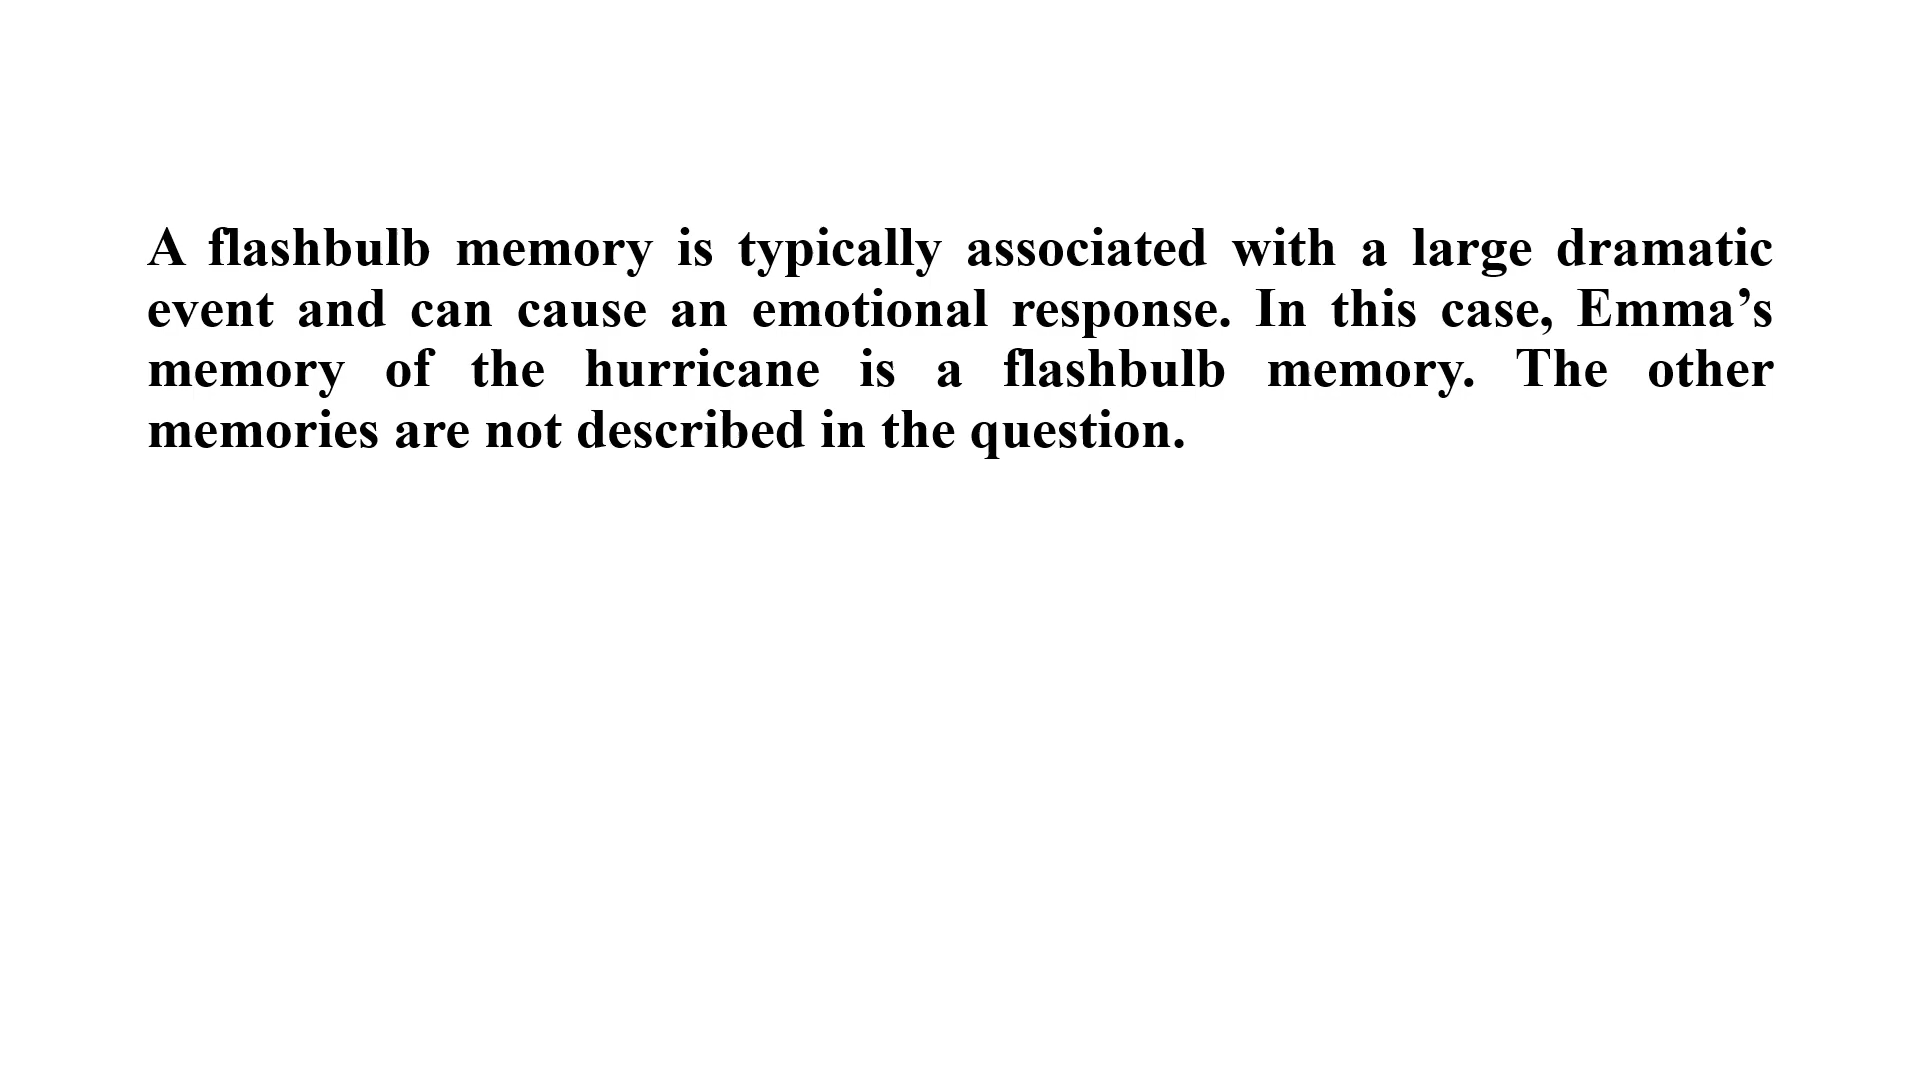 A flashbulb memory is typically associated with a large dramatic
event and can cause an emotional response. In this case, Emma’s
memory of the hurricane is a flashbulb memory. The other
memories are not described in the question.